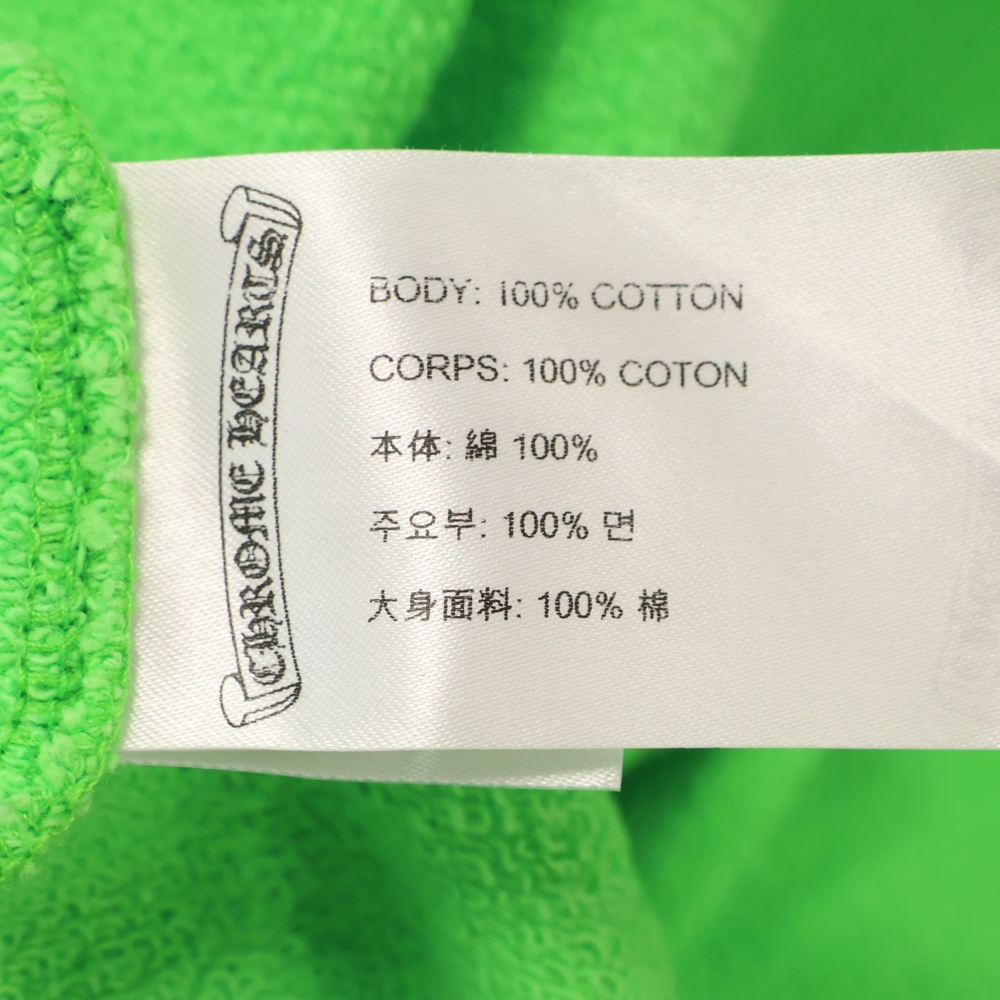 CHROME HEARTS
BODY: 100% COTTON
CORPS: 100% COTON
本体: 綿 100%
주요부: 100% 면
大身面料: 100% 棉